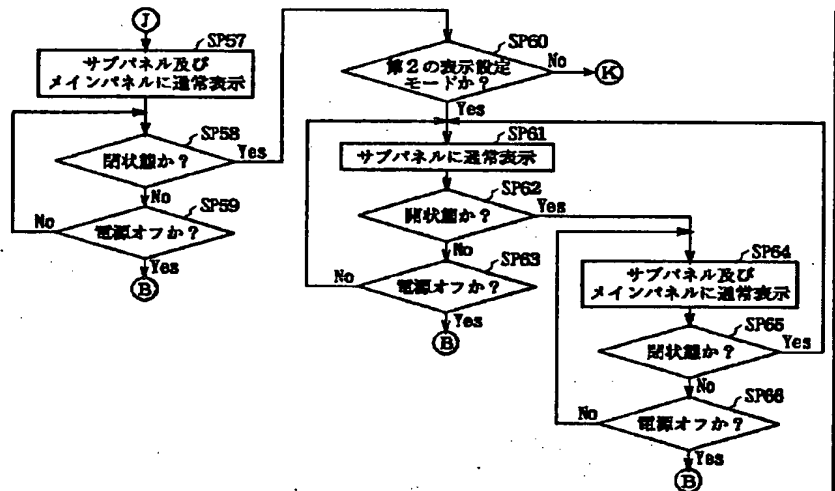 J
SP57
サブパネル及び
メインパネルに通常表示
SP58
閉状態か?
Yes
No
SP59
電源オフか?
No
Yes
B
SP60
第2の表示設定
モードか?
No
K
Yes
SP61
サブパネルに通常表示
SP62
開状態か?
Yes
No
SP63
電源オフか?
No
Yes
B
SP64
サブパネル及び
メインパネルに通常表示
SP65
閉状態か?
Yes
No
SP66
電源オフか?
No
Yes
B